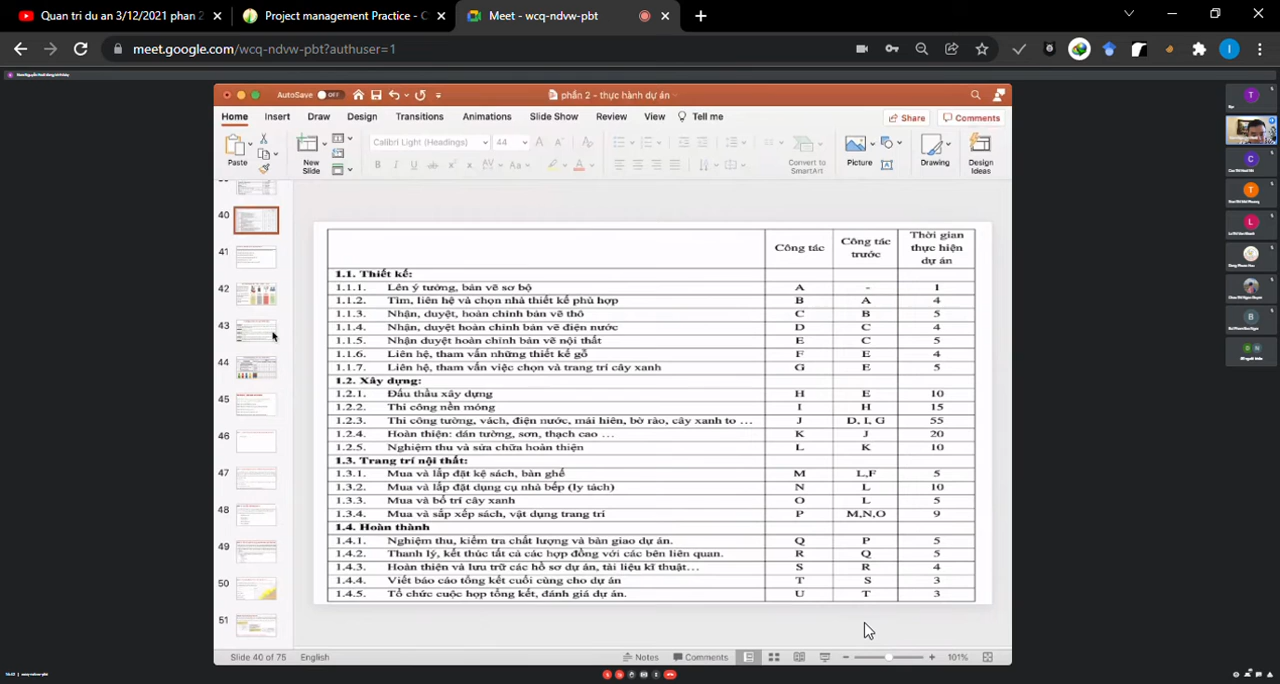 Quan tri du an 3/12/2021 phan 2
Project management Practice - C
Meet - wcq-ndvw-pbt
meet.google.com/wcq-ndvw-pbt?authuser=1
AutoSave OFF
phần 2 - thực hành dự án
Home Insert Draw Design Transitions Animations Slide Show Review View Tell me
Share Comments
Paste
New Slide
Calibri Light (Headings) 44
Convert to SmartArt
Picture
Drawing
Design Ideas
40
41
42
43
44
45
46
47
48
49
50
51
Công tác Công tác trước Thời gian thực hiện dự án
1.1. Thiết kế:
1.1.1. Lên ý tưởng, bản vẽ sơ bộ A - 1
1.1.2. Tìm, liên hệ và chọn nhà thiết kế phù hợp B A 4
1.1.3. Nhận, duyệt, hoàn chỉnh bản vẽ thô C B 5
1.1.4. Nhận, duyệt hoàn chỉnh bản vẽ điện nước D C 4
1.1.5. Nhận duyệt hoàn chỉnh bản vẽ nội thất E C 5
1.1.6. Liên hệ, tham vấn những thiết kế gỗ F E 4
1.1.7. Liên hệ, tham vấn việc chọn và trang trí cây xanh G E 5
1.2. Xây dựng:
1.2.1. Đấu thầu xây dựng H E 10
1.2.2. Thi công nền móng I H 15
1.2.3. Thi công tường, vách, điện nước, mái hiên, bờ rào, cây xanh to ... J D, I, G 55
1.2.4. Hoàn thiện: dán tường, sơn, thạch cao ... K J 20
1.2.5. Nghiệm thu và sửa chữa hoàn thiện L K 10
1.3. Trang trí nội thất:
1.3.1. Mua và lắp đặt kệ sách, bàn ghế M L,F 5
1.3.2. Mua và lắp đặt dụng cụ nhà bếp (ly tách) N L 10
1.3.3. Mua và bố trí cây xanh O L 5
1.3.4. Mua và sắp xếp sách, vật dụng trang trí P M,N,O 9
1.4. Hoàn thành
1.4.1. Nghiệm thu, kiểm tra chất lượng và bàn giao dự án. Q P 5
1.4.2. Thanh lý, kết thúc tất cả các hợp đồng với các bên liên quan. R Q 5
1.4.3. Hoàn thiện và lưu trữ các hồ sơ dự án, tài liệu kĩ thuật... S R 4
1.4.4. Viết báo cáo tổng kết cuối cùng cho dự án T S 3
1.4.5. Tổ chức cuộc họp tổng kết, đánh giá dự án. U T 3
Slide 40 of 75 English
Notes Comments 101%